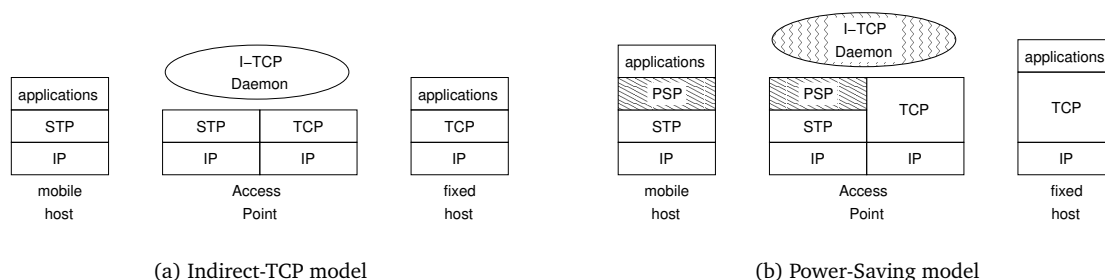 I–TCP
Daemon
applications
STP
IP
mobile
host
STP
TCP
IP
IP
Access
Point
applications
TCP
IP
fixed
host
(a) Indirect-TCP model
I–TCP
Daemon
applications
PSP
STP
IP
mobile
host
PSP
TCP
STP
IP
IP
Access
Point
applications
TCP
IP
fixed
host
(b) Power-Saving model